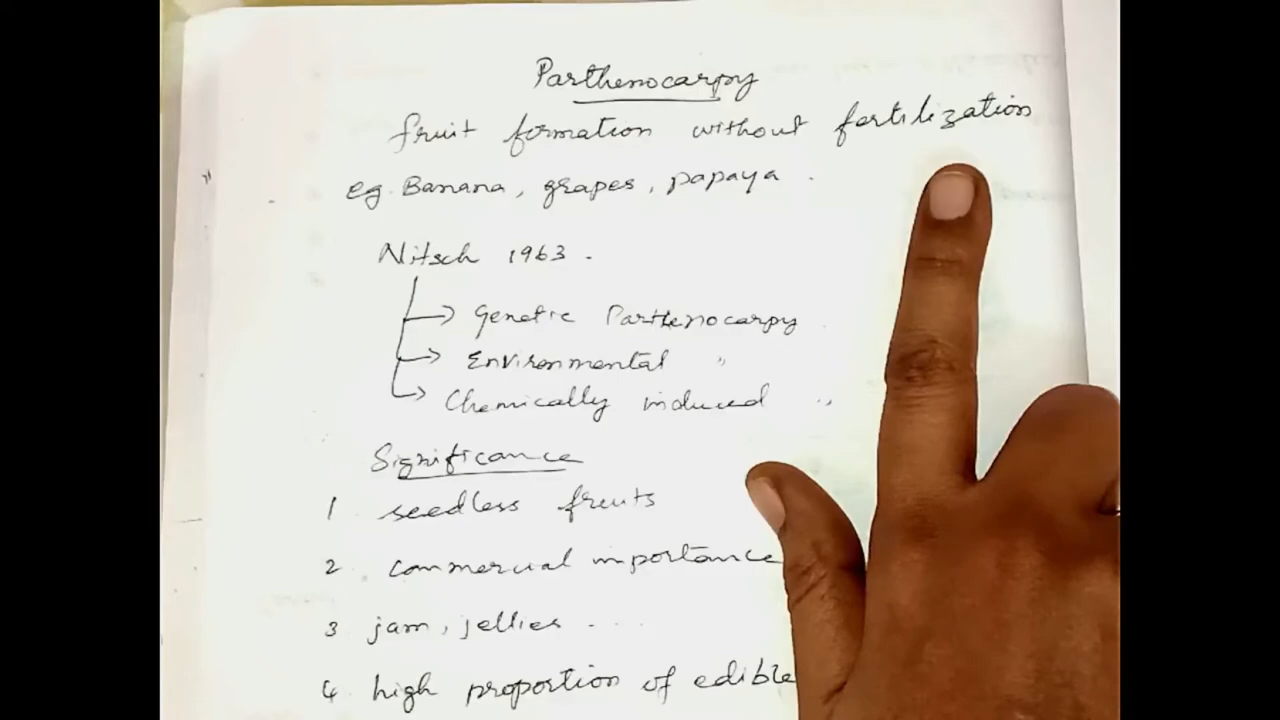 Parthenocarpy
fruit formation without fertilization
eg. Banana, grapes, papaya.
Nitsch 1963.
→ Genetic Parthenocarpy
→ Environmental "
→ Chemically induced "
Significance
1 seedless fruits
2 commercial importance
3 jam, jellies ....
4 high proportion of edible